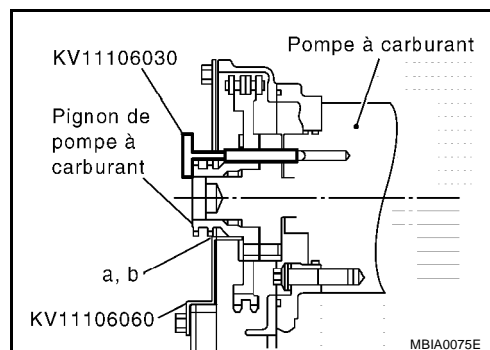 KV11106030
Pompe à carburant
Pignon de
pompe à
carburant
a, b
KV11106060
MBIA0075E